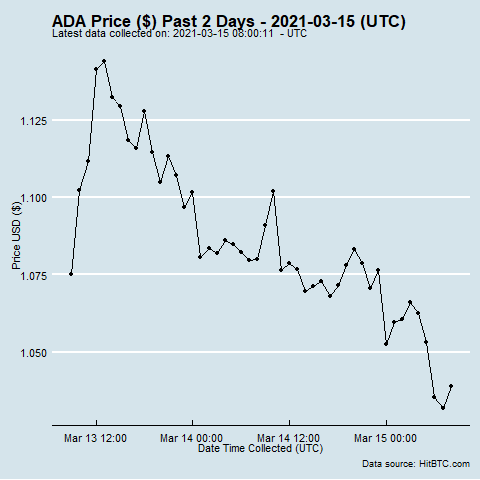 ADA Price ($) Past 2 Days - 2021-03-15 (UTC)
Latest data collected on: 2021-03-15 08:00:11  - UTC
1.125
1.100
1.075
1.050
Price USD ($)
Mar 13 12:00
Mar 14 00:00
Mar 14 12:00
Mar 15 00:00
Date Time Collected (UTC)
Data source: HitBTC.com